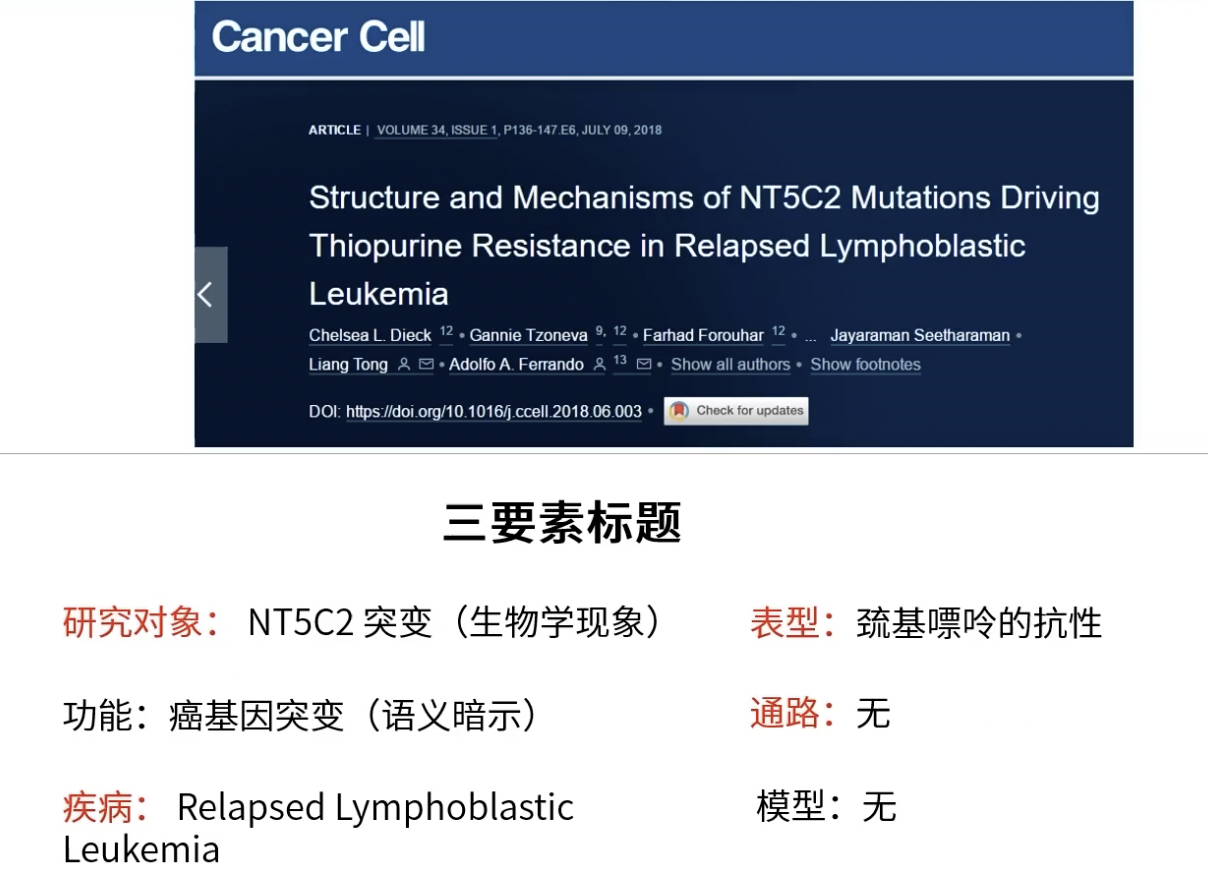 Cancer Cell
ARTICLE | VOLUME 34, ISSUE 1, P136-147.E6, JULY 09, 2018
Structure and Mechanisms of NT5C2 Mutations Driving
Thiopurine Resistance in Relapsed Lymphoblastic
Leukemia
Chelsea L. Dieck 12 • Gannie Tzoneva 9, 12 • Farhad Forouhar 12 • ... Jayaraman Seetharaman •
Liang Tong • Adolfo A. Ferrando 13 • Show all authors • Show footnotes
DOI: https://doi.org/10.1016/j.ccell.2018.06.003 • Check for updates
三要素标题
研究对象： NT5C2 突变（生物学现象）
表型：巯基嘌呤的抗性
功能：癌基因突变（语义暗示）
通路：无
疾病： Relapsed Lymphoblastic
Leukemia
模型：无